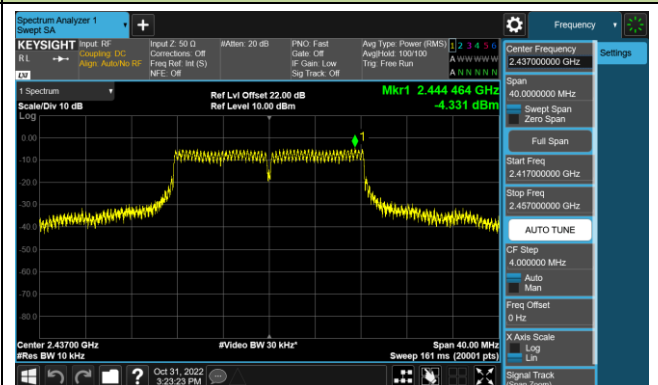 Spectrum Analyzer 1
Swept SA
+
Frequency
KEYSIGHT
RL
LXI
Input: RF
Coupling: DC
Align: Auto/No RF
Input Z: 50 Ω
Corrections: Off
Freq Ref: Int (S)
NFE: Off
#Atten: 20 dB
PNO: Fast
Gate: Off
IF Gain: Low
Sig Track: Off
Avg Type: Power (RMS)
Avg|Hold: 100/100
Trig: Free Run
1 2 3 4 5 6
A W W W W W
A N N N N N
1 Spectrum
Scale/Div 10 dB
Log
Ref Lvl Offset 22.00 dB
Ref Level 10.00 dBm
Mkr1 2.444 464 GHz
-4.331 dBm
1
0.00
-10.0
-20.0
-30.0
-40.0
-50.0
-60.0
-70.0
-80.0
Center 2.43700 GHz
#Res BW 10 kHz
#Video BW 30 kHz*
Span 40.00 MHz
Sweep 161 ms (20001 pts)
Center Frequency
2.437000000 GHz
Settings
Span
40.0000000 MHz
Swept Span
Zero Span
Full Span
Start Freq
2.417000000 GHz
Stop Freq
2.457000000 GHz
AUTO TUNE
CF Step
4.000000 MHz
Auto
Man
Freq Offset
0 Hz
X Axis Scale
Log
Lin
Signal Track
(Span Zoom)
?
Oct 31, 2022
3:23:23 PM